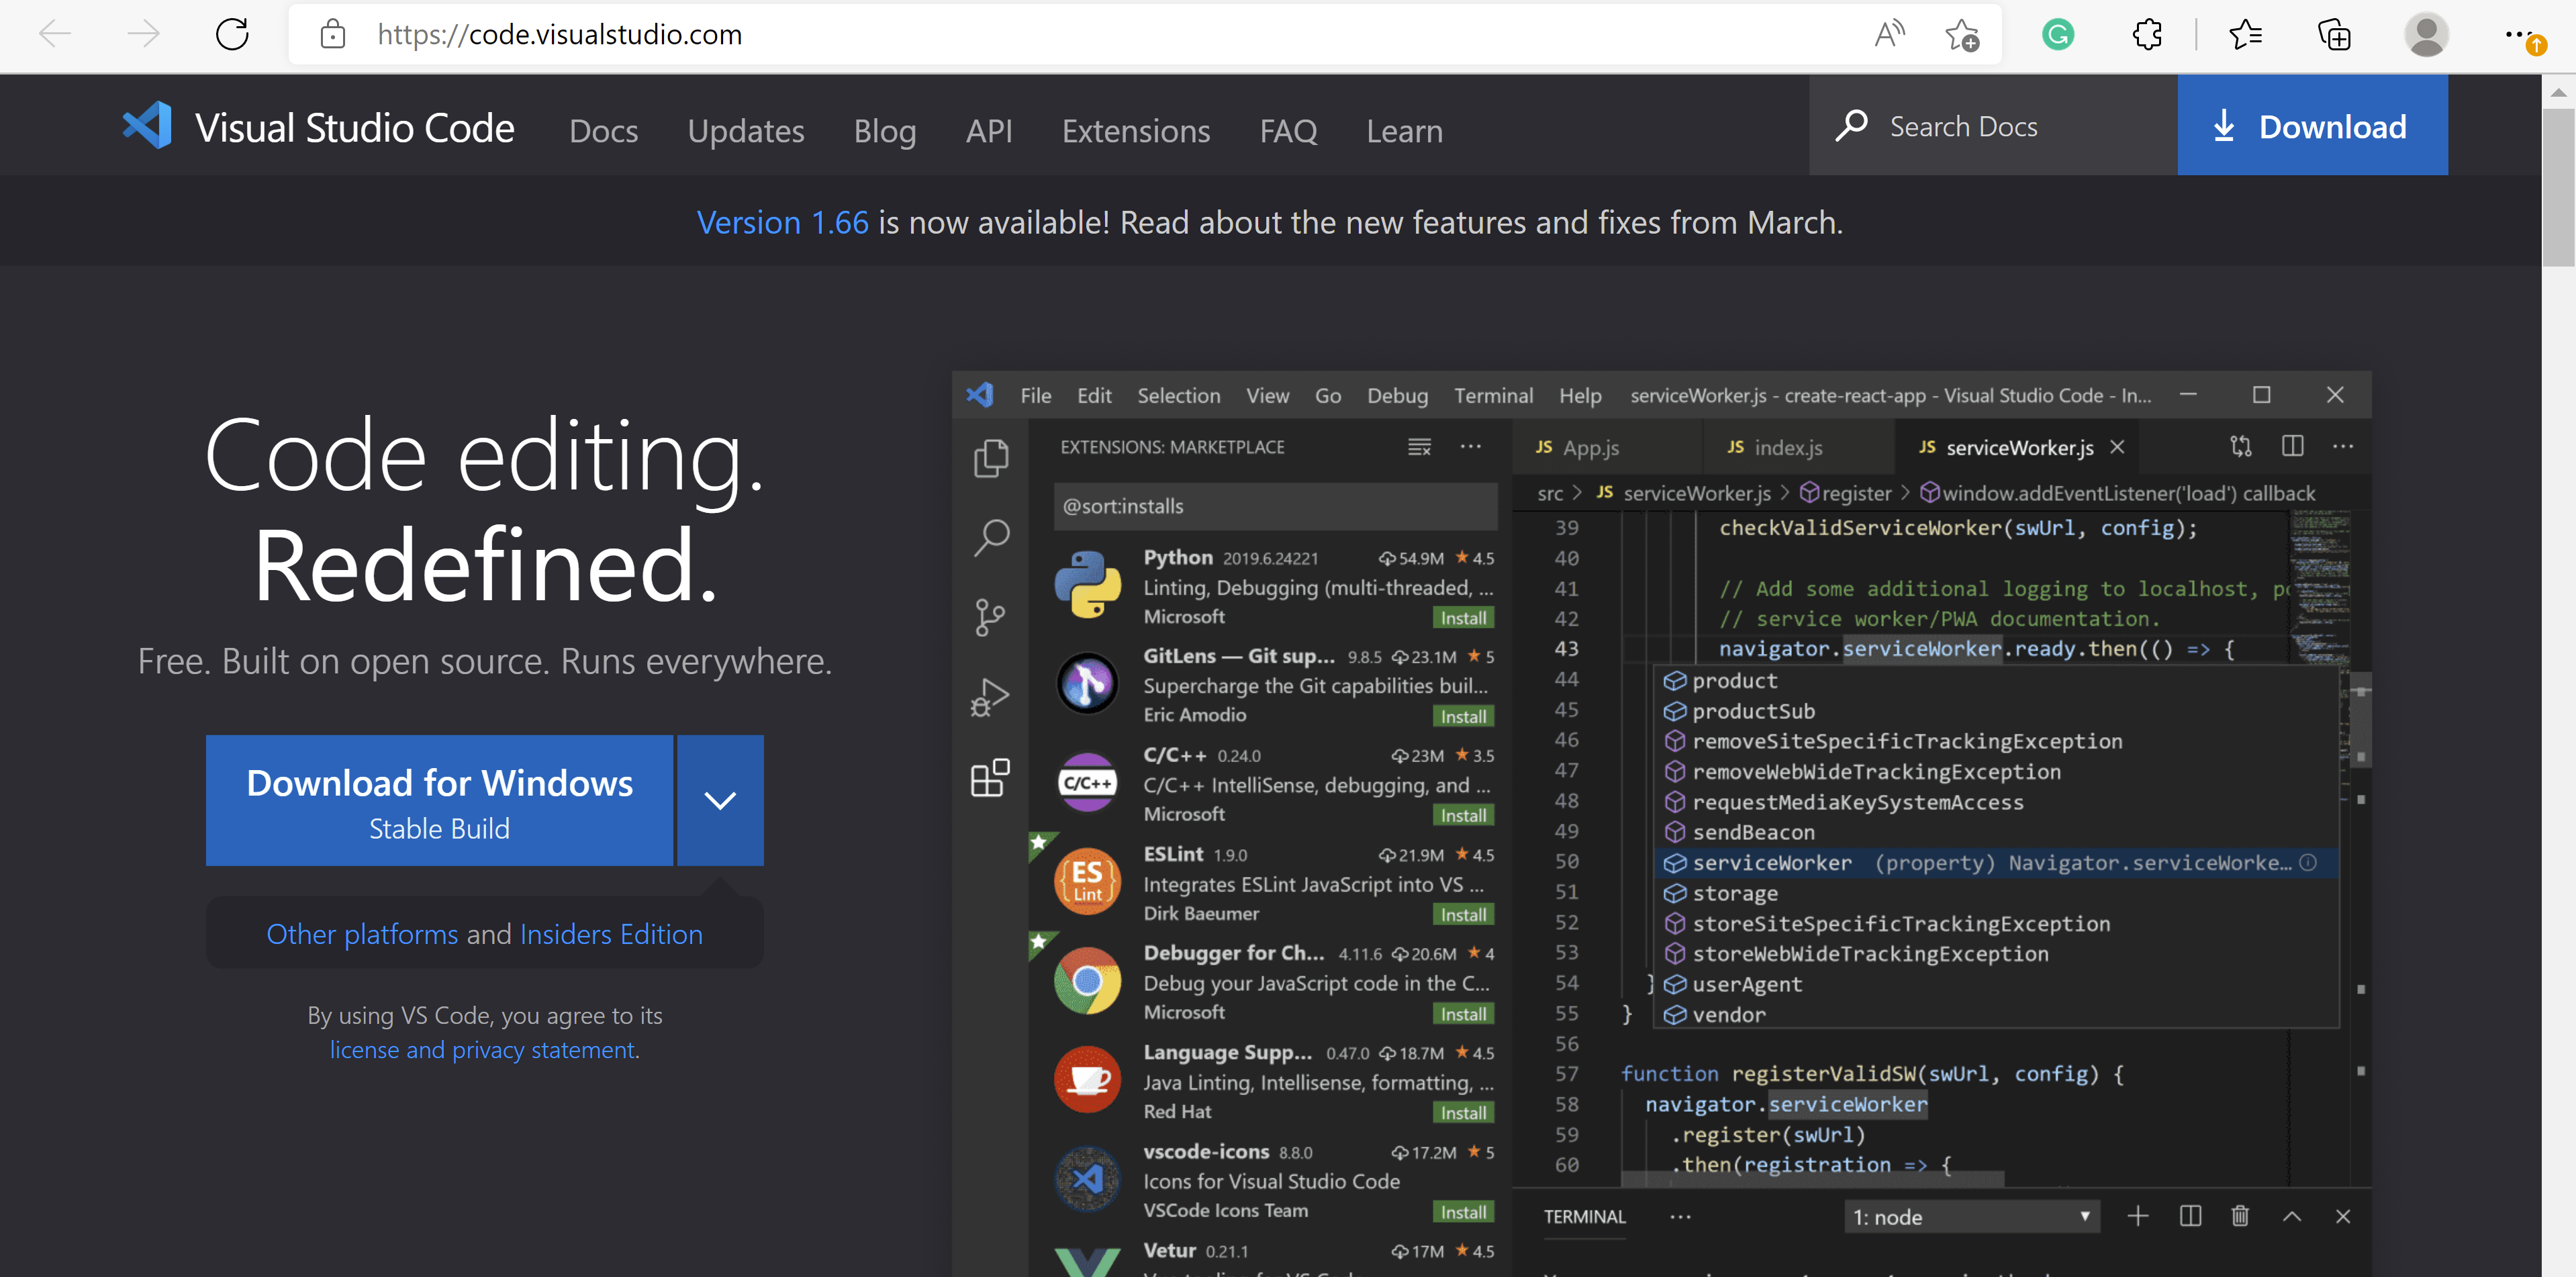 https://code.visualstudio.com
Visual Studio Code
Docs
Updates
Blog
API
Extensions
FAQ
Learn
Search Docs
Download
Version 1.66 is now available! Read about the new features and fixes from March.
Code editing.
Redefined.
Free. Built on open source. Runs everywhere.
Download for Windows
Stable Build
Other platforms and Insiders Edition
By using VS Code, you agree to its
license and privacy statement.
File Edit Selection View Go Debug Terminal Help serviceWorker.js - create-react-app - Visual Studio Code - In...
EXTENSIONS: MARKETPLACE
@sort:installs
Python 2019.6.24221 54.9M ★ 4.5
Linting, Debugging (multi-threaded, ...
Microsoft Install
GitLens — Git sup... 9.8.5 23.1M ★ 5
Supercharge the Git capabilities buil...
Eric Amodio Install
C/C++
C/C++ 0.24.0 23M ★ 3.5
C/C++ IntelliSense, debugging, and ...
Microsoft Install
ES
Lint
ESLint 1.9.0 21.9M ★ 4.5
Integrates ESLint JavaScript into VS ...
Dirk Baeumer Install
Debugger for Ch... 4.11.6 20.6M ★ 4
Debug your JavaScript code in the C...
Microsoft Install
Language Supp... 0.47.0 18.7M ★ 4.5
Java Linting, Intellisense, formatting, ...
Red Hat Install
vscode-icons 8.8.0 17.2M ★ 5
Icons for Visual Studio Code
VSCode Icons Team Install
Vetur 0.21.1 17M ★ 4.5
JS App.js
JS index.js
JS serviceWorker.js
src > JS serviceWorker.js > register > window.addEventListener('load') callback
39 checkValidServiceWorker(swUrl, config);
40
41 // Add some additional logging to localhost,
42 // service worker/PWA documentation.
43 navigator.serviceWorker.ready.then(() => {
44 product
45 productSub
46 removeSiteSpecificTrackingException
47 removeWebWideTrackingException
48 requestMediaKeySystemAccess
49 sendBeacon
50 serviceWorker (property) Navigator.serviceWorke...
51 storage
52 storeSiteSpecificTrackingException
53 storeWebWideTrackingException
54 } userAgent
55 } vendor
56
57 function registerValidSW(swUrl, config) {
58 navigator.serviceWorker
59 .register(swUrl)
60 .then(registration => {
TERMINAL ... 1: node